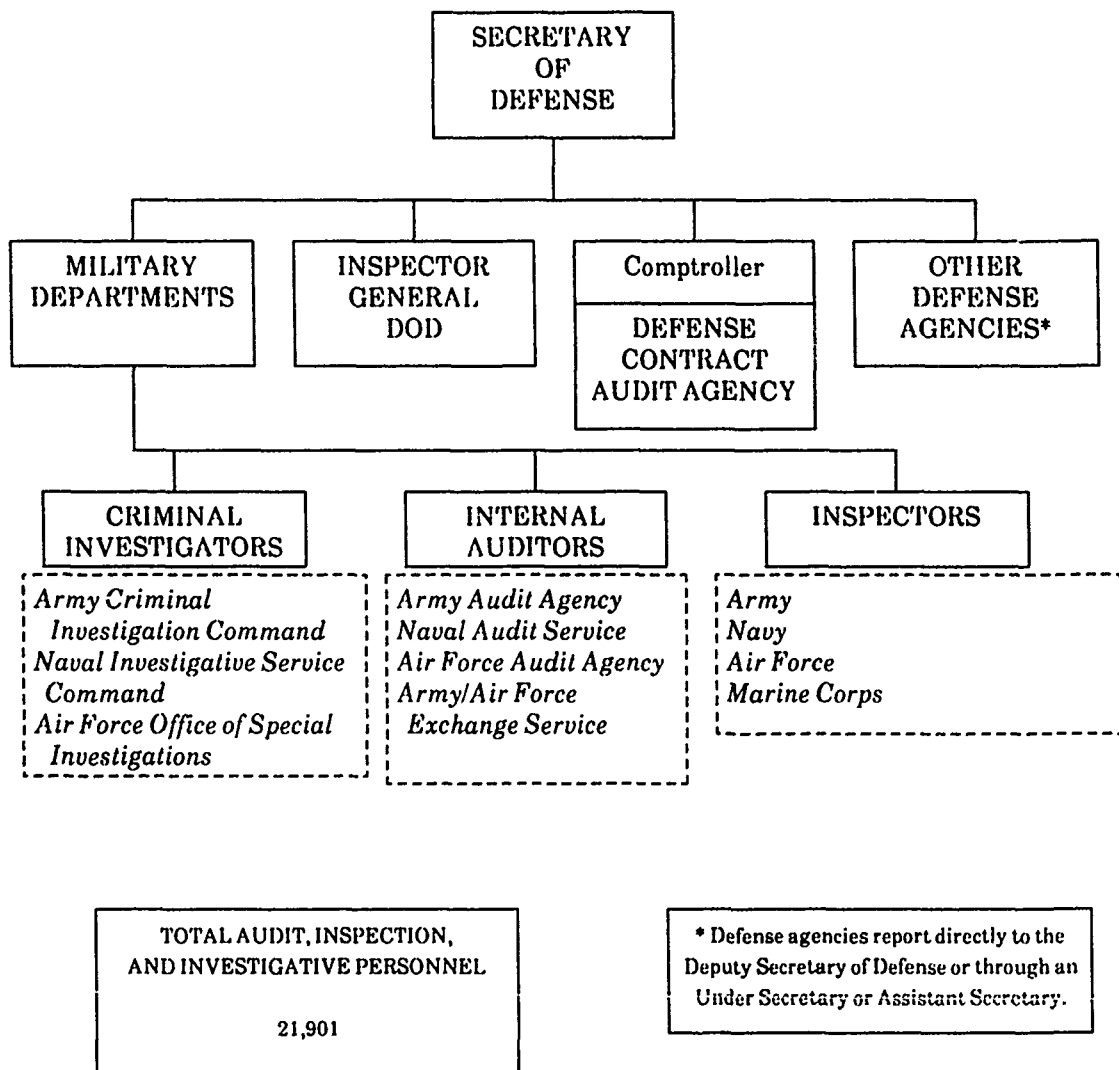 SECRETARY
OF
DEFENSE
MILITARY
DEPARTMENTS
INSPECTOR
GENERAL
DOD
Comptroller
DEFENSE
CONTRACT
AUDIT AGENCY
OTHER
DEFENSE
AGENCIES*
CRIMINAL
INVESTIGATORS
Army Criminal
Investigation Command
Naval Investigative Service
Command
Air Force Office of Special
Investigations
INTERNAL
AUDITORS
Army Audit Agency
Naval Audit Service
Air Force Audit Agency
Army/Air Force
Exchange Service
INSPECTORS
Army
Navy
Air Force
Marine Corps
TOTAL AUDIT, INSPECTION,
AND INVESTIGATIVE PERSONNEL
21,901
* Defense agencies report directly to the
Deputy Secretary of Defense or through an
Under Secretary or Assistant Secretary.